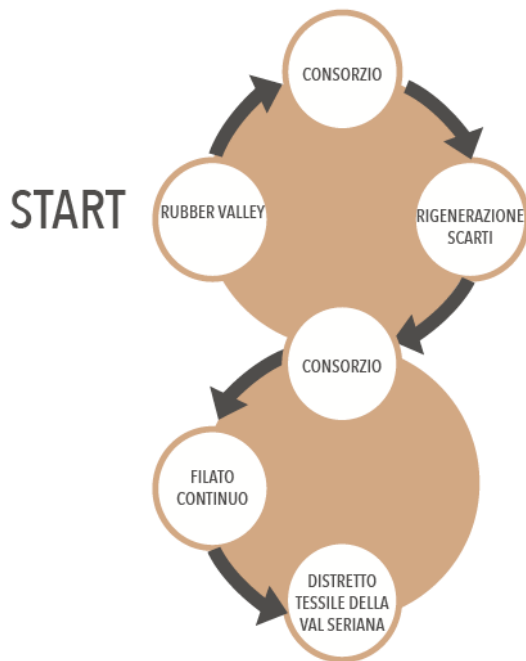 CONSORZIO
START
RUBBER VALLEY
RIGENERAZIONE
SCARTI
CONSORZIO
FILATO
CONTINUO
DISTRETTO
TESSILE DELLA
VAL SERIANA